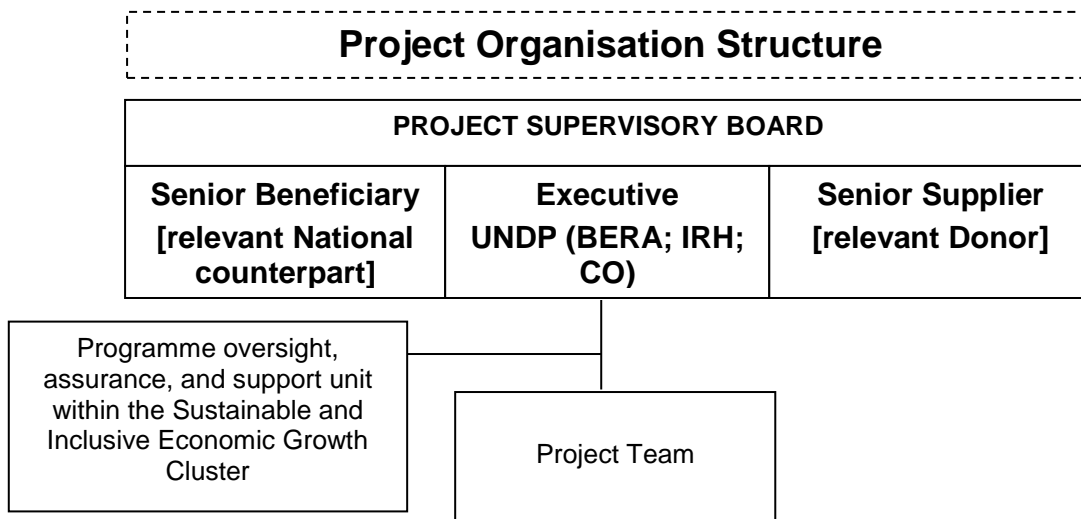 Project Organisation Structure
PROJECT SUPERVISORY BOARD
Senior Beneficiary
[relevant National
counterpart]
Executive
UNDP (BERA; IRH;
CO)
Senior Supplier
[relevant Donor]
Programme oversight,
assurance, and support unit
within the Sustainable and
Inclusive Economic Growth
Cluster
Project Team